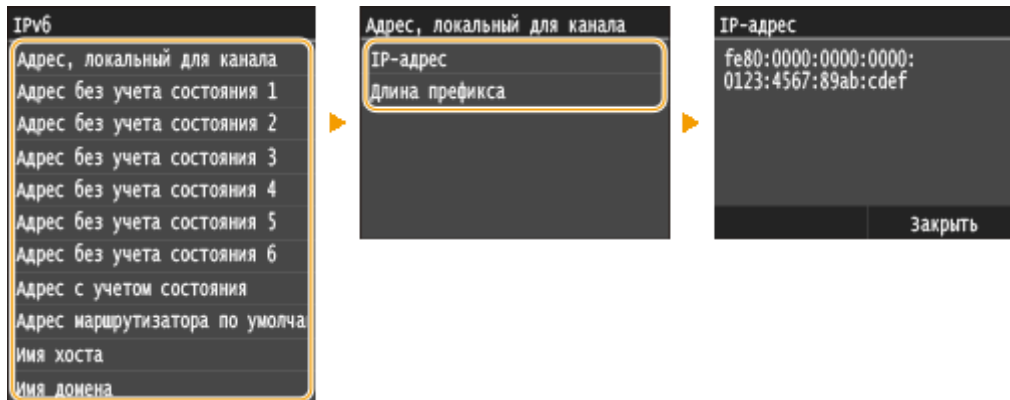 IPv6
Адрес, локальный для канала
Адрес без учета состояния 1
Адрес без учета состояния 2
Адрес без учета состояния 3
Адрес без учета состояния 4
Адрес без учета состояния 5
Адрес без учета состояния 6
Адрес с учетом состояния
Адрес маршрутизатора по умолча
Имя хоста
Имя домена
Адрес, локальный для канала
IP-адрес
Длина префикса
IP-адрес
fe80:0000:0000:0000:
0123:4567:89ab:cdef
Закрыть